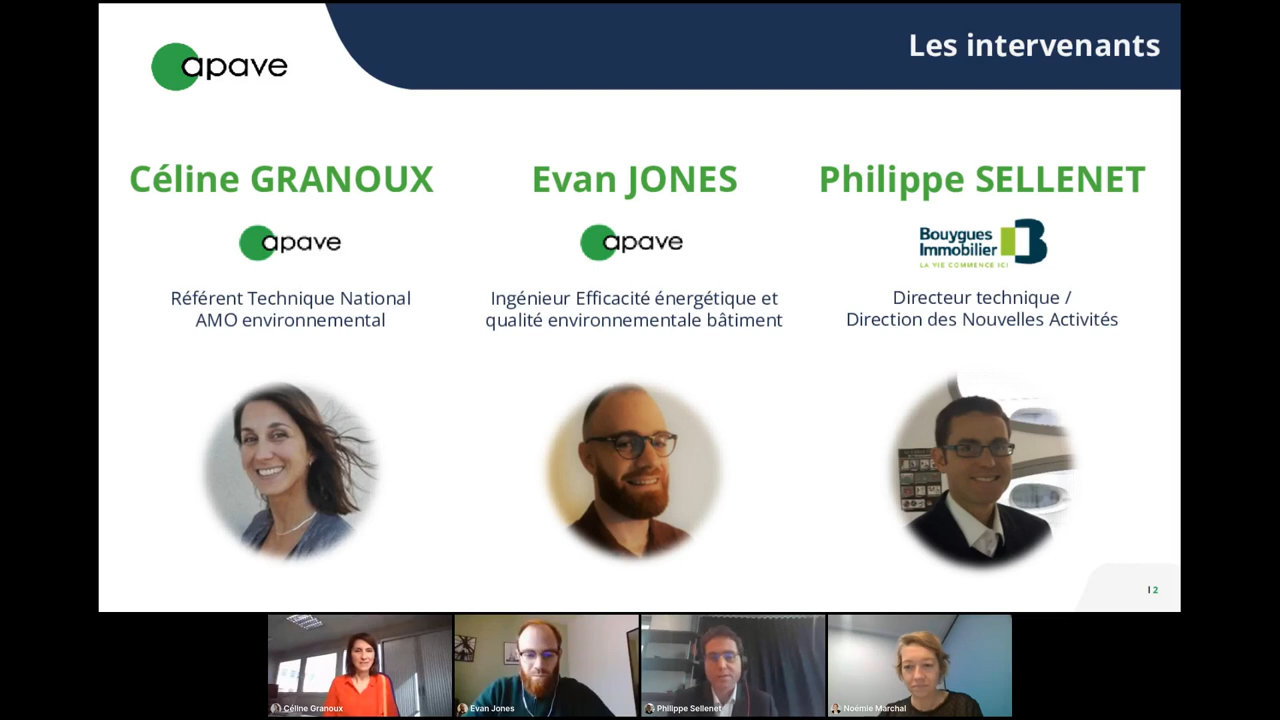 apave
Les intervenants
Céline GRANOUX
apave
Référent Technique National
AMO environnemental
Evan JONES
apave
Ingénieur Efficacité énergétique et
qualité environnementale bâtiment
Philippe SELLENET
Bouygues
Immobilier
LA VIE COMMENCE ICI
Directeur technique /
Direction des Nouvelles Activités
I 2
Céline Granoux
Evan Jones
Philippe Sellenet
Noémie Marchal